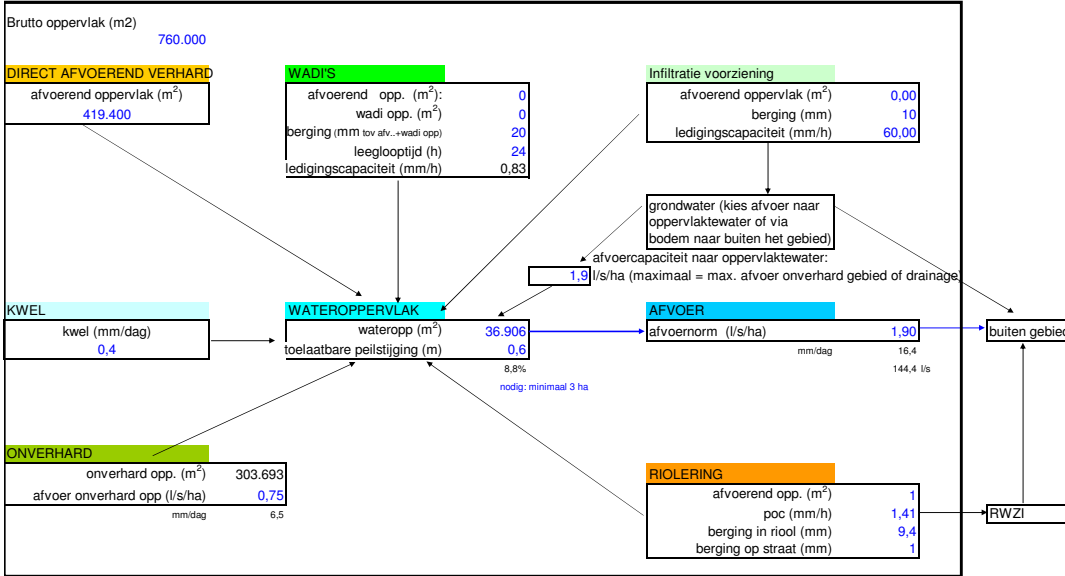 Brutto oppervlak (m2)
760.000
DIRECT AFVOEREND VERHARD
afvoerend oppervlak (m²)
419.400
WADI'S
afvoerend opp. (m²): 0
wadi opp. (m²) 0
berging (mm tov afv..+wadi opp) 20
leeglooptijd (h) 24
ledigingscapaciteit (mm/h) 0,83
Infiltratie voorziening
afvoerend oppervlak (m²) 0,00
berging (mm) 10
ledigingscapaciteit (mm/h) 60,00
grondwater (kies afvoer naar
oppervlaktewater of via
bodem naar buiten het gebied)
afvoercapaciteit naar oppervlaktewater:
1,9 l/s/ha (maximaal = max. afvoer onverhard gebied of drainage)
KWEL
kwel (mm/dag)
0,4
WATEROPPERVLAK
wateropp (m²) 36.906
toelaatbare peilstijging (m) 0,6
8,8%
nodig: minimaal 3 ha
AFVOER
afvoernorm (l/s/ha) 1,90
mm/dag 16,4
144,4 l/s
buiten gebied
ONVERHARD
onverhard opp. (m²) 303.693
afvoer onverhard opp (l/s/ha) 0,75
mm/dag 6,5
RIOLERING
afvoerend opp. (m²) 1
poc (mm/h) 1,41
berging in riool (mm) 9,4
berging op straat (mm) 1
RWZI